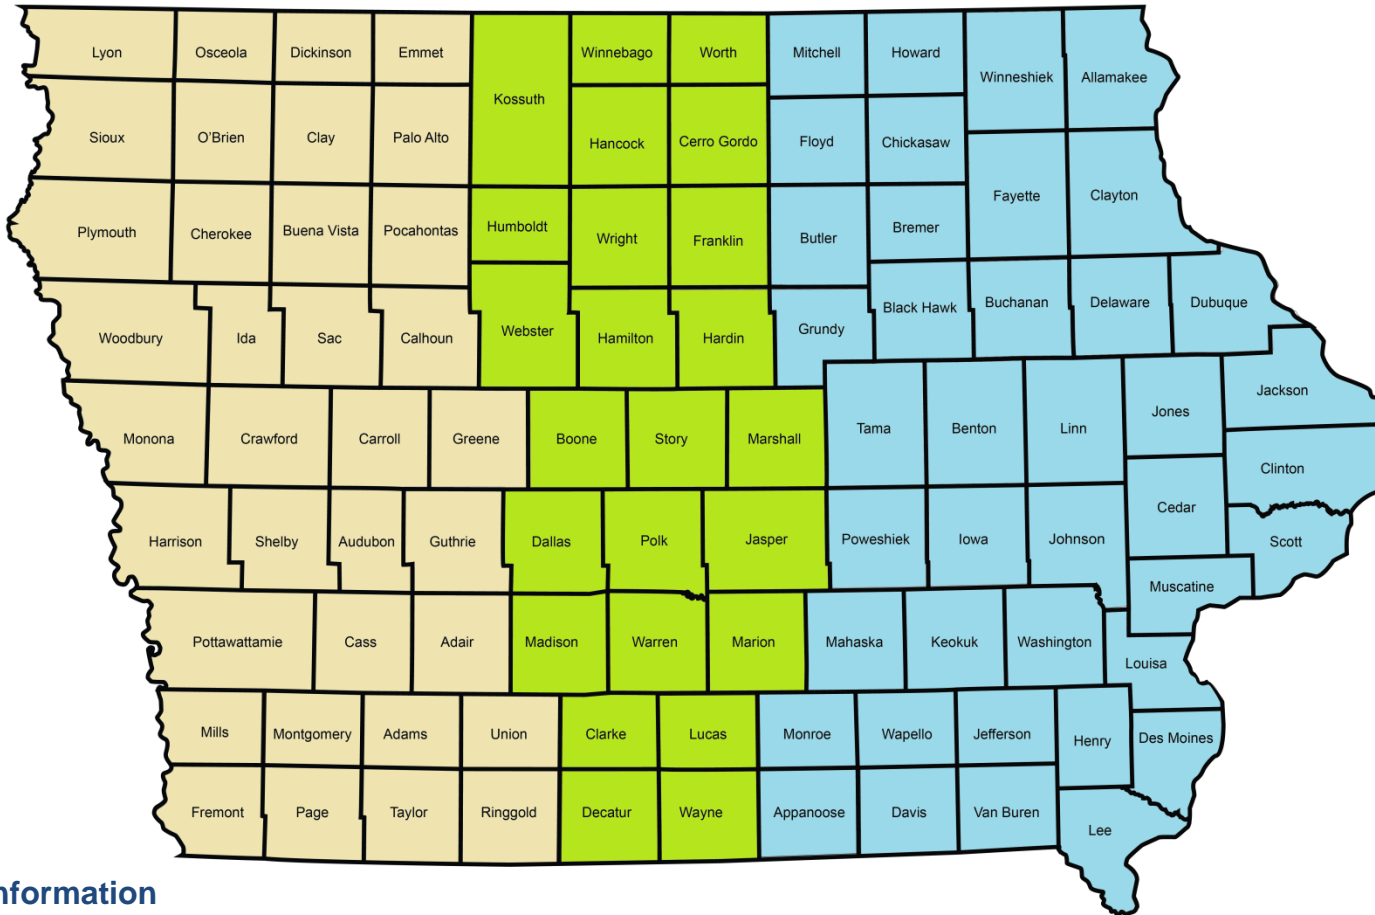 Lyon Osceola Dickinson Emmet Winnebago Worth Mitchell Howard
Kossuth Winneshiek Allamakee
Sioux O'Brien Clay Palo Alto Hancock Cerro Gordo Floyd Chickasaw
Fayette Clayton
Plymouth Cherokee Buena Vista Pocahontas Humboldt Wright Franklin Butler Bremer
Woodbury Ida Sac Calhoun Webster Hamilton Hardin Grundy Black Hawk Buchanan Delaware Dubuque
Monona Crawford Carroll Greene Boone Story Marshall Tama Benton Linn Jones Jackson
Clinton
Harrison Shelby Audubon Guthrie Dallas Polk Jasper Poweshiek Iowa Johnson Cedar Scott
Muscatine
Pottawattamie Cass Adair Madison Warren Marion Mahaska Keokuk Washington Louisa
Mills Montgomery Adams Union Clarke Lucas Monroe Wapello Jefferson Henry Des Moines
Fremont Page Taylor Ringgold Decatur Wayne Appanoose Davis Van Buren Lee
nformation